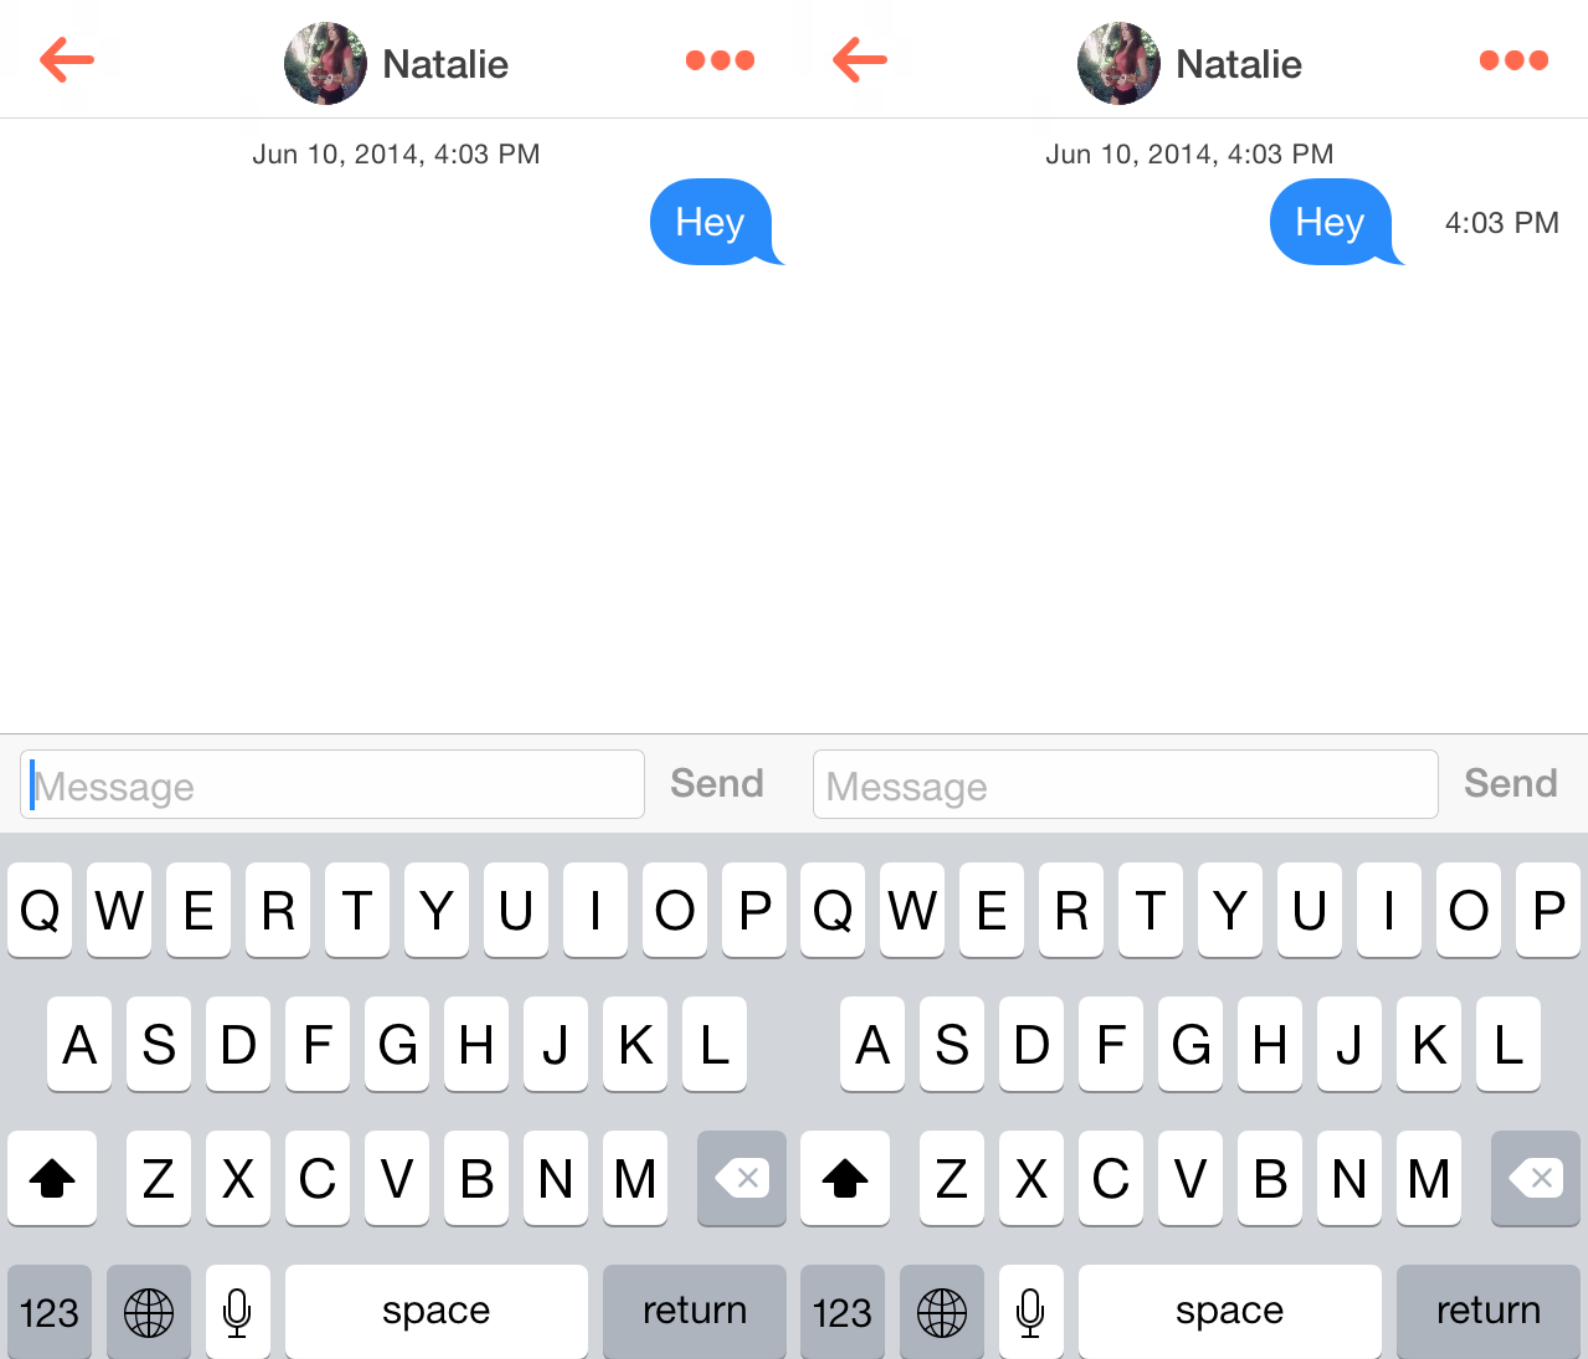 Natalie
Jun 10, 2014, 4:03 PM
Hey
Message
Send
Q W E R T Y U I O P
A S D F G H J K L
Z X C V B N M
123 space return
Natalie
Jun 10, 2014, 4:03 PM
Hey 4:03 PM
Message
Send
Q W E R T Y U I O P
A S D F G H J K L
Z X C V B N M
123 space return